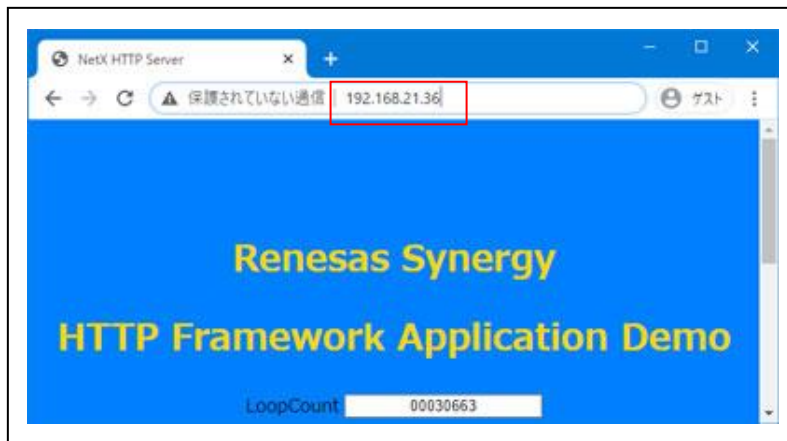 NetX HTTP Server
保護されていない通信 192.168.21.36 ゲスト
Renesas Synergy
HTTP Framework Application Demo
LoopCount 00030663